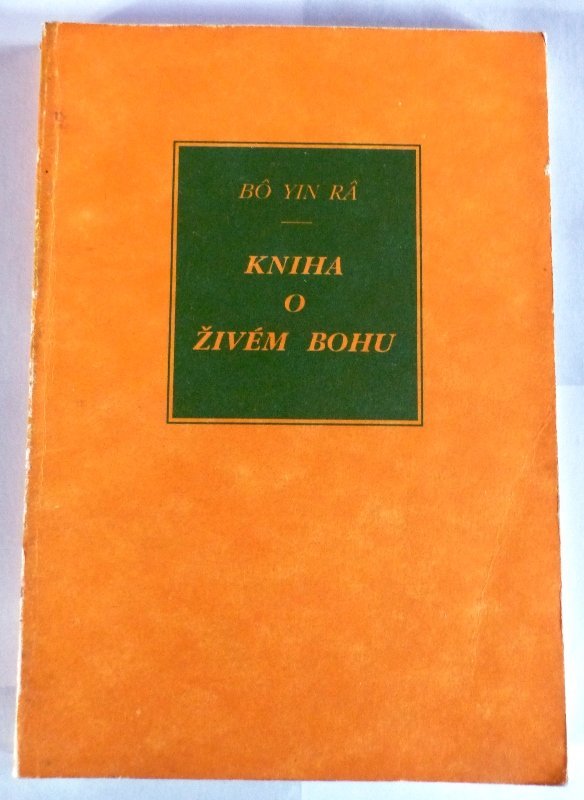 BÔ YIN RÂ
KNIHA
O
ŽIVÉM BOHU